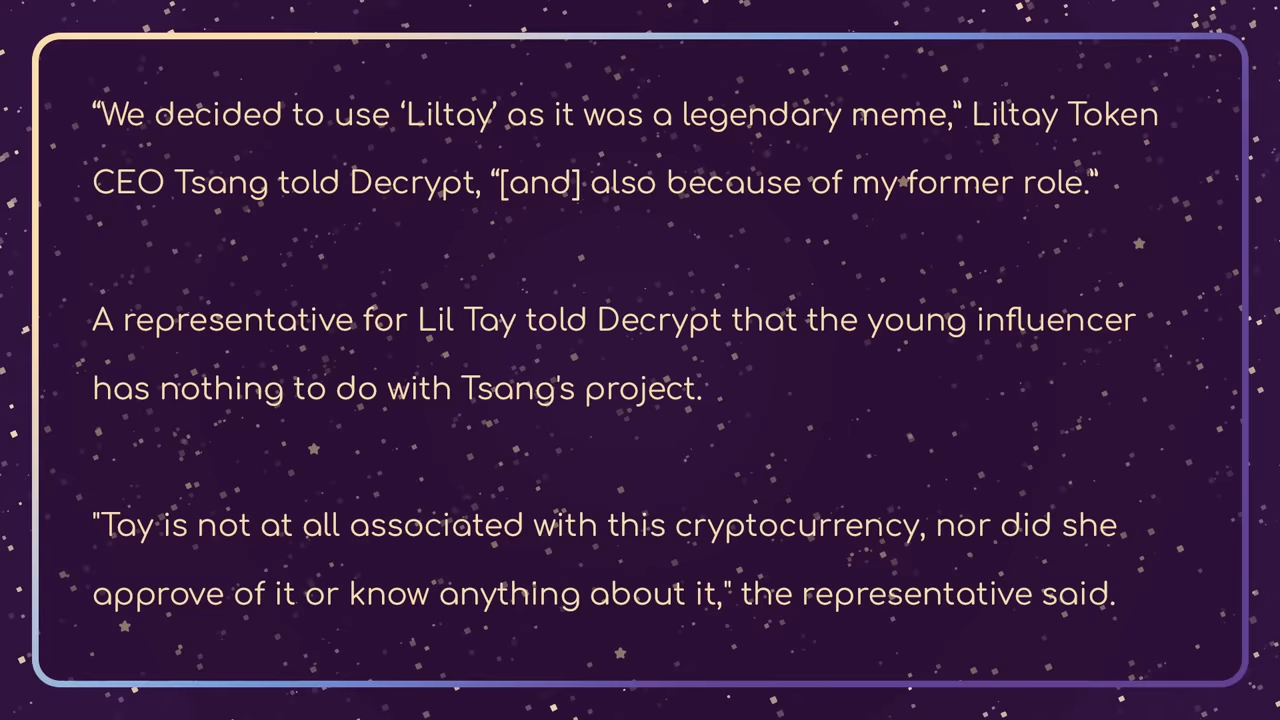 “We decided to use ‘Liltay’ as it was a legendary meme,” Liltay Token
CEO Tsang told Decrypt, “[and] also because of my former role.”
A representative for Lil Tay told Decrypt that the young influencer
has nothing to do with Tsang's project.
"Tay is not at all associated with this cryptocurrency, nor did she
approve of it or know anything about it," the representative said.